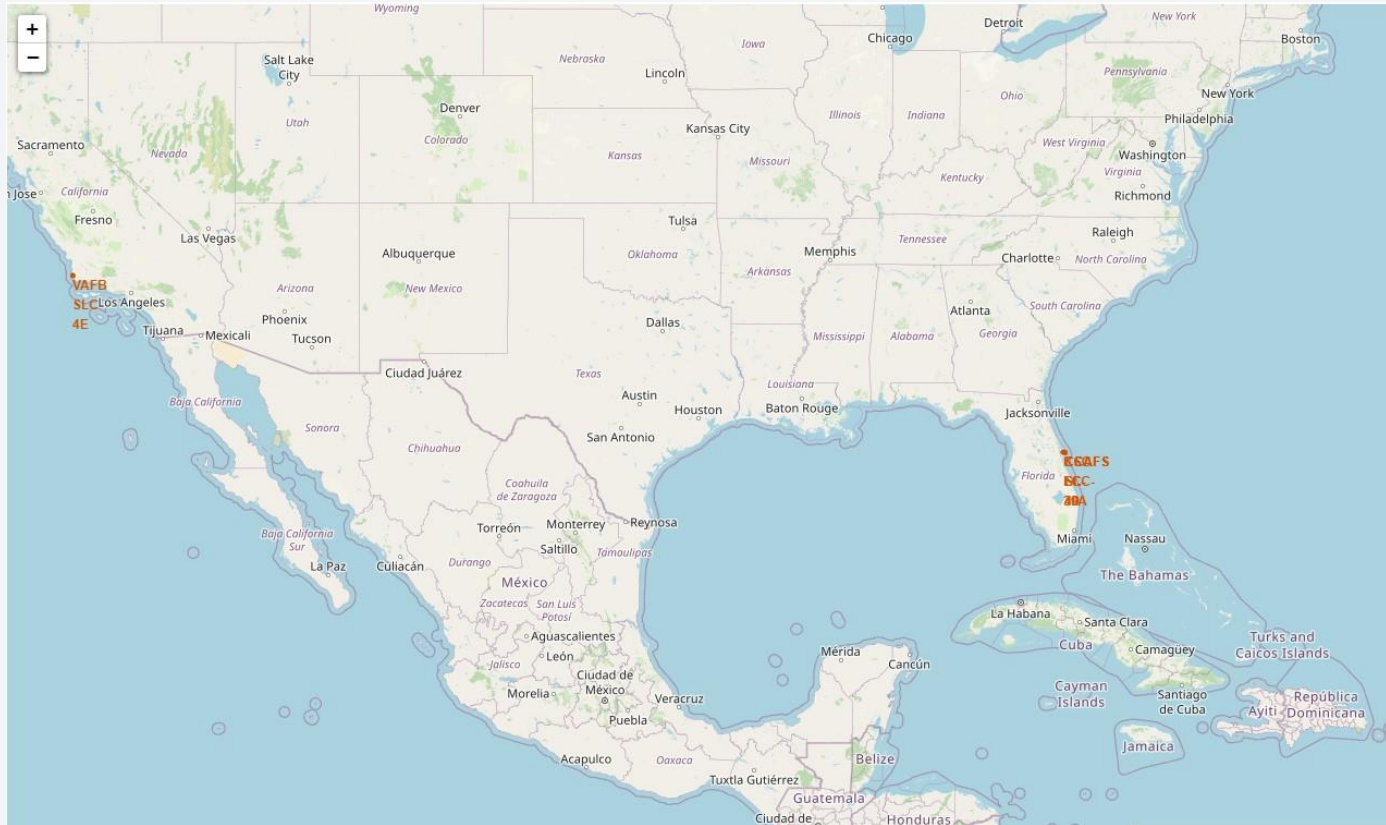 Wyoming
Detroit
New York
+
Chicago
Boston
Iowa
−
Salt Lake
City
Nebraska
Lincoln
Pennsylvania
New York
Denver
Ohio
Utah
Illinois
Indiana
Philadelphia
Kansas City
Colorado
Sacramento
West Virginia
Nevada
Kansas
Missouri
Washington
Virginia
Kentucky
n Jose
California
Richmond
Fresno
Tulsa
Las Vegas
Raleigh
Tennessee
Albuquerque
Oklahoma
Memphis
Charlotte
North Carolina
Arkansas
VAFB
SLC-
4E
Los Angeles
Arizona
New Mexico
South Carolina
Atlanta
Phoenix
Dallas
Tijuana
Mexicali
Tucson
Mississippi
Alabama
Georgia
Ciudad Juárez
Texas
Louisiana
Austin
Baja California
Houston
Baton Rouge
Jacksonville
Sonora
San Antonio
Chihuahua
Florida
Coahuila
de Zaragoza
Torreón
Monterrey
Reynosa
Baja California
Sur
Saltillo
Tamaulipas
Miami
Nassau
La Paz
Culiacán
Durango
México
The Bahamas
Zacatecas
San Luis
Potosí
La Habana
Santa Clara
Aguascalientes
Cuba
Turks and
Caicos Islands
León
Jalisco
Mérida
Cancún
Camagüey
Ciudad de
México
Morelia
Veracruz
Cayman
Islands
Santiago
de Cuba
República
Dominicana
Ayiti
Puebla
Jamaica
Acapulco
Oaxaca
Belize
Tuxtla Gutiérrez
Guatemala
Ciudad de
Honduras